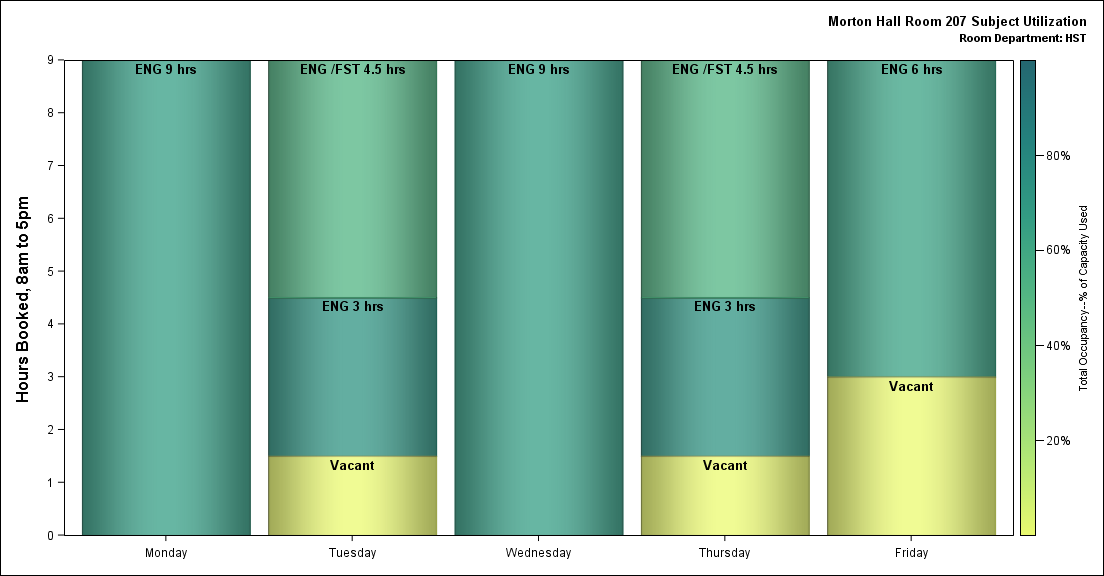 Morton Hall Room 207 Subject Utilization
Room Department: HST
Hours Booked, 8am to 5pm
9
8
7
6
5
4
3
2
1
0
ENG 9 hrs
ENG /FST 4.5 hrs
ENG 9 hrs
ENG /FST 4.5 hrs
ENG 6 hrs
ENG 3 hrs
ENG 3 hrs
Vacant
Vacant
Vacant
Monday
Tuesday
Wednesday
Thursday
Friday
80%
60%
40%
20%
Total Occupancy--% of Capacity Used